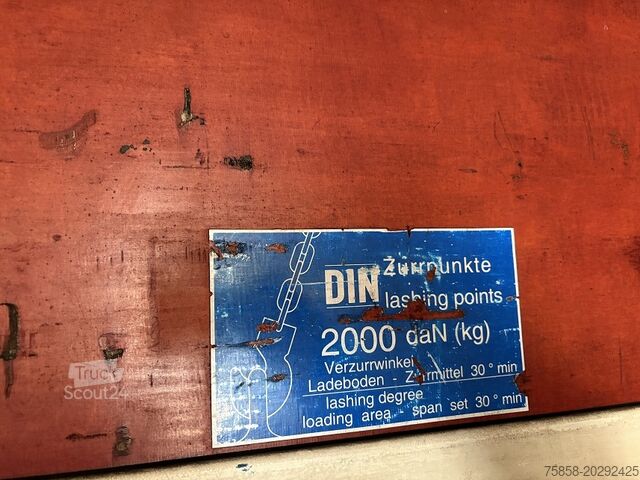 DIN Zurrpunkte
lashing points
2000 daN (kg)
Verzurrwinkel
Ladeboden - Zurrmittel 30° min
lashing degree
loading area - span set 30° min
Truck
Scout24
75858-20292425